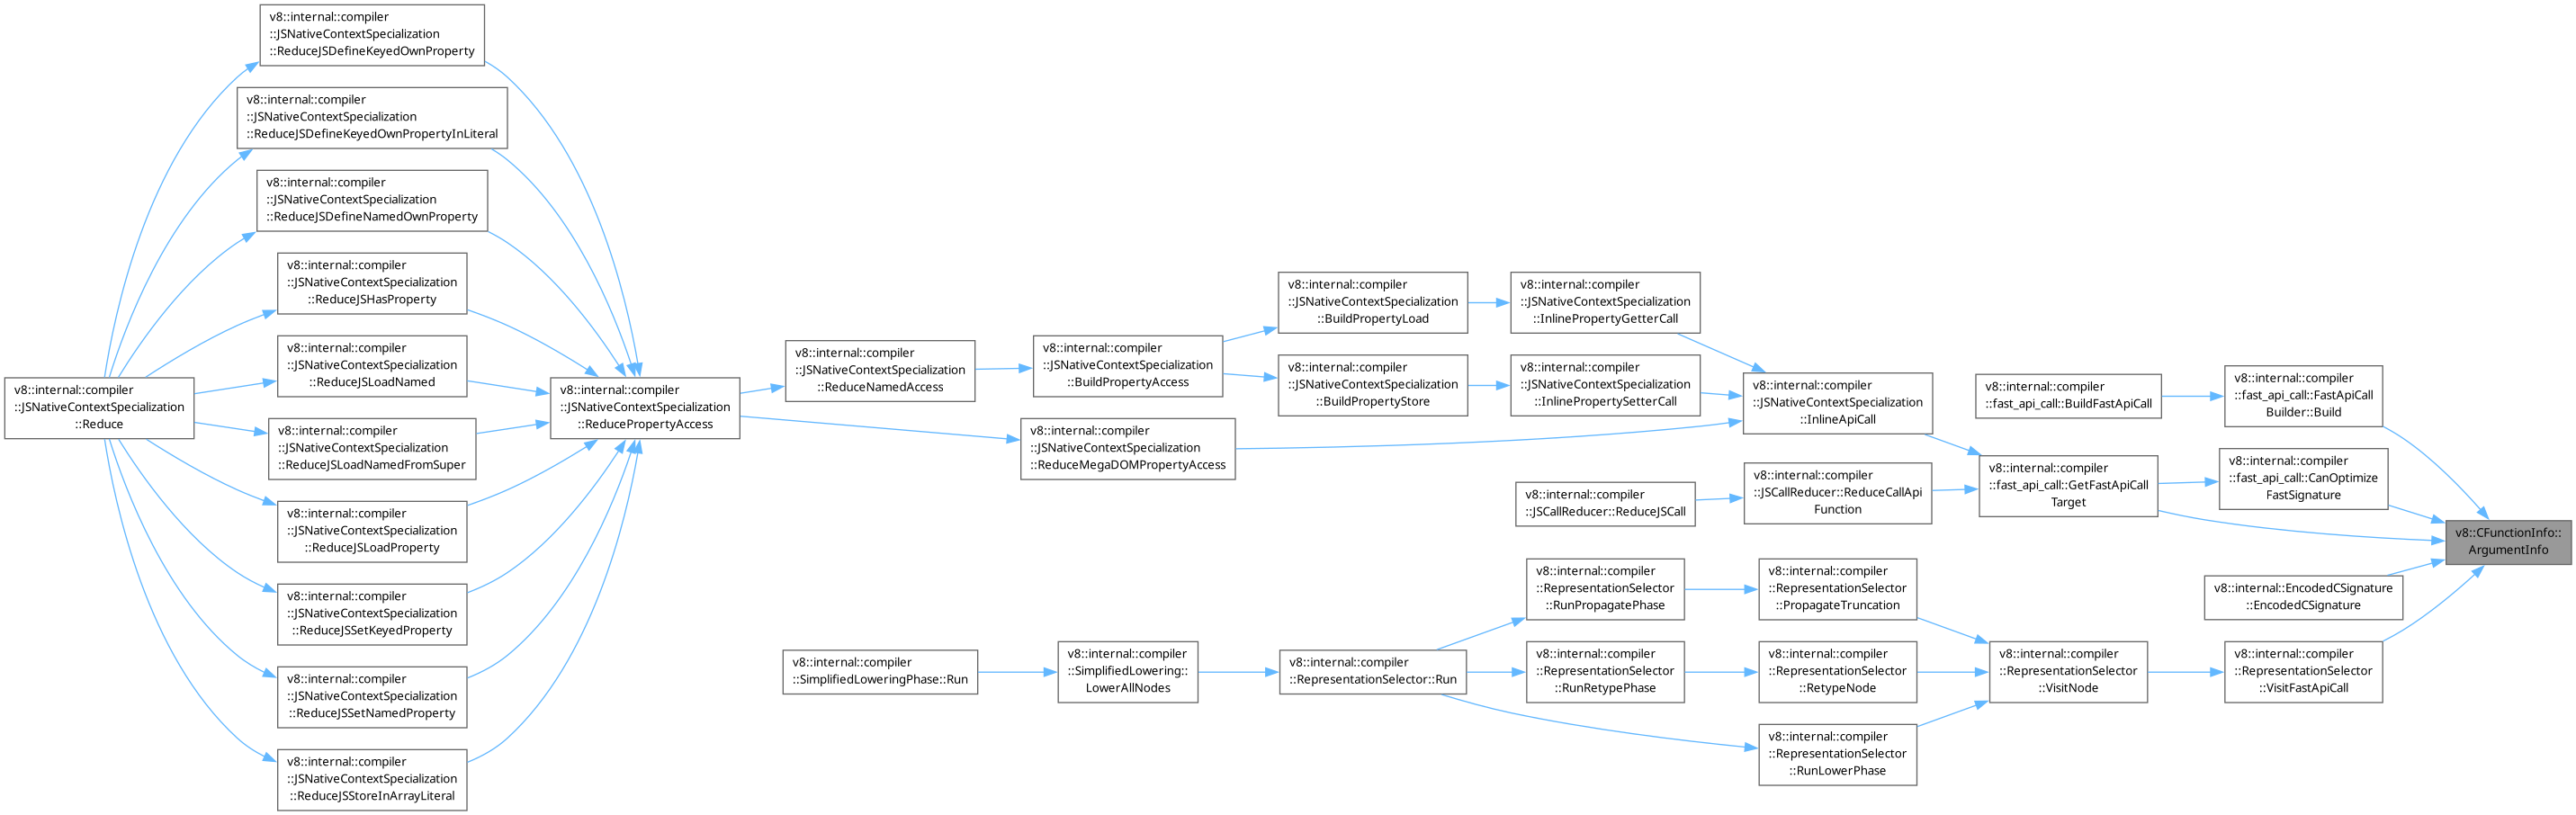 v8::internal::compiler
::JSNativeContextSpecialization
::ReduceJSDefineKeyedOwnProperty
v8::internal::compiler
::JSNativeContextSpecialization
::ReduceJSDefineKeyedOwnPropertyInLiteral
v8::internal::compiler
::JSNativeContextSpecialization
::ReduceJSDefineNamedOwnProperty
v8::internal::compiler
::JSNativeContextSpecialization
::ReduceJSHasProperty
v8::internal::compiler
::JSNativeContextSpecialization
::ReduceJSLoadNamed
v8::internal::compiler
::JSNativeContextSpecialization
::Reduce
v8::internal::compiler
::JSNativeContextSpecialization
::ReduceJSLoadNamedFromSuper
v8::internal::compiler
::JSNativeContextSpecialization
::ReduceJSLoadProperty
v8::internal::compiler
::JSNativeContextSpecialization
::ReduceJSSetKeyedProperty
v8::internal::compiler
::JSNativeContextSpecialization
::ReduceJSSetNamedProperty
v8::internal::compiler
::JSNativeContextSpecialization
::ReduceJSStoreInArrayLiteral
v8::internal::compiler
::JSNativeContextSpecialization
::ReducePropertyAccess
v8::internal::compiler
::JSNativeContextSpecialization
::ReduceNamedAccess
v8::internal::compiler
::JSNativeContextSpecialization
::BuildPropertyAccess
v8::internal::compiler
::JSNativeContextSpecialization
::ReduceMegaDOMPropertyAccess
v8::internal::compiler
::JSNativeContextSpecialization
::BuildPropertyLoad
v8::internal::compiler
::JSNativeContextSpecialization
::BuildPropertyStore
v8::internal::compiler
::JSNativeContextSpecialization
::InlinePropertyGetterCall
v8::internal::compiler
::JSNativeContextSpecialization
::InlinePropertySetterCall
v8::internal::compiler
::JSNativeContextSpecialization
::InlineApiCall
v8::internal::compiler
::JSCallReducer::ReduceJSCall
v8::internal::compiler
::JSCallReducer::ReduceCallApi
Function
v8::internal::compiler
::fast_api_call::BuildFastApiCall
v8::internal::compiler
::fast_api_call::GetFastApiCall
Target
v8::internal::compiler
::fast_api_call::FastApiCall
Builder::Build
v8::internal::compiler
::fast_api_call::CanOptimize
FastSignature
v8::CFunctionInfo::
ArgumentInfo
v8::internal::EncodedCSignature
::EncodedCSignature
v8::internal::compiler
::RepresentationSelector
::VisitFastApiCall
v8::internal::compiler
::RepresentationSelector
::VisitNode
v8::internal::compiler
::RepresentationSelector
::PropagateTruncation
v8::internal::compiler
::RepresentationSelector
::RetypeNode
v8::internal::compiler
::RepresentationSelector
::RunLowerPhase
v8::internal::compiler
::RepresentationSelector
::RunPropagatePhase
v8::internal::compiler
::RepresentationSelector
::RunRetypePhase
v8::internal::compiler
::RepresentationSelector::Run
v8::internal::compiler
::SimplifiedLowering::
LowerAllNodes
v8::internal::compiler
::SimplifiedLoweringPhase::Run